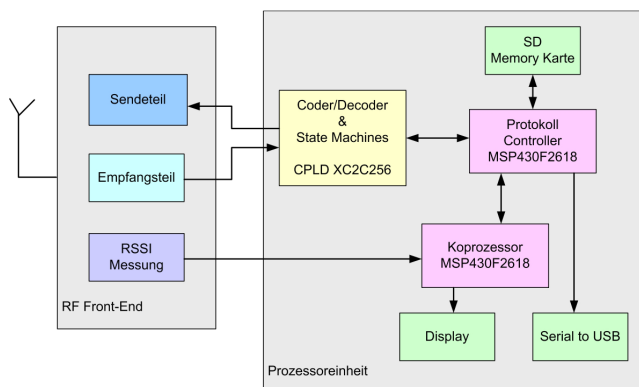 Sendeteil
Empfangsteil
RSSI
Messung
RF Front-End
Coder/Decoder
&
State Machines
CPLD XC2C256
SD
Memory Karte
Protokoll
Controller
MSP430F2618
Koprozessor
MSP430F2618
Display
Serial to USB
Prozessoreinheit